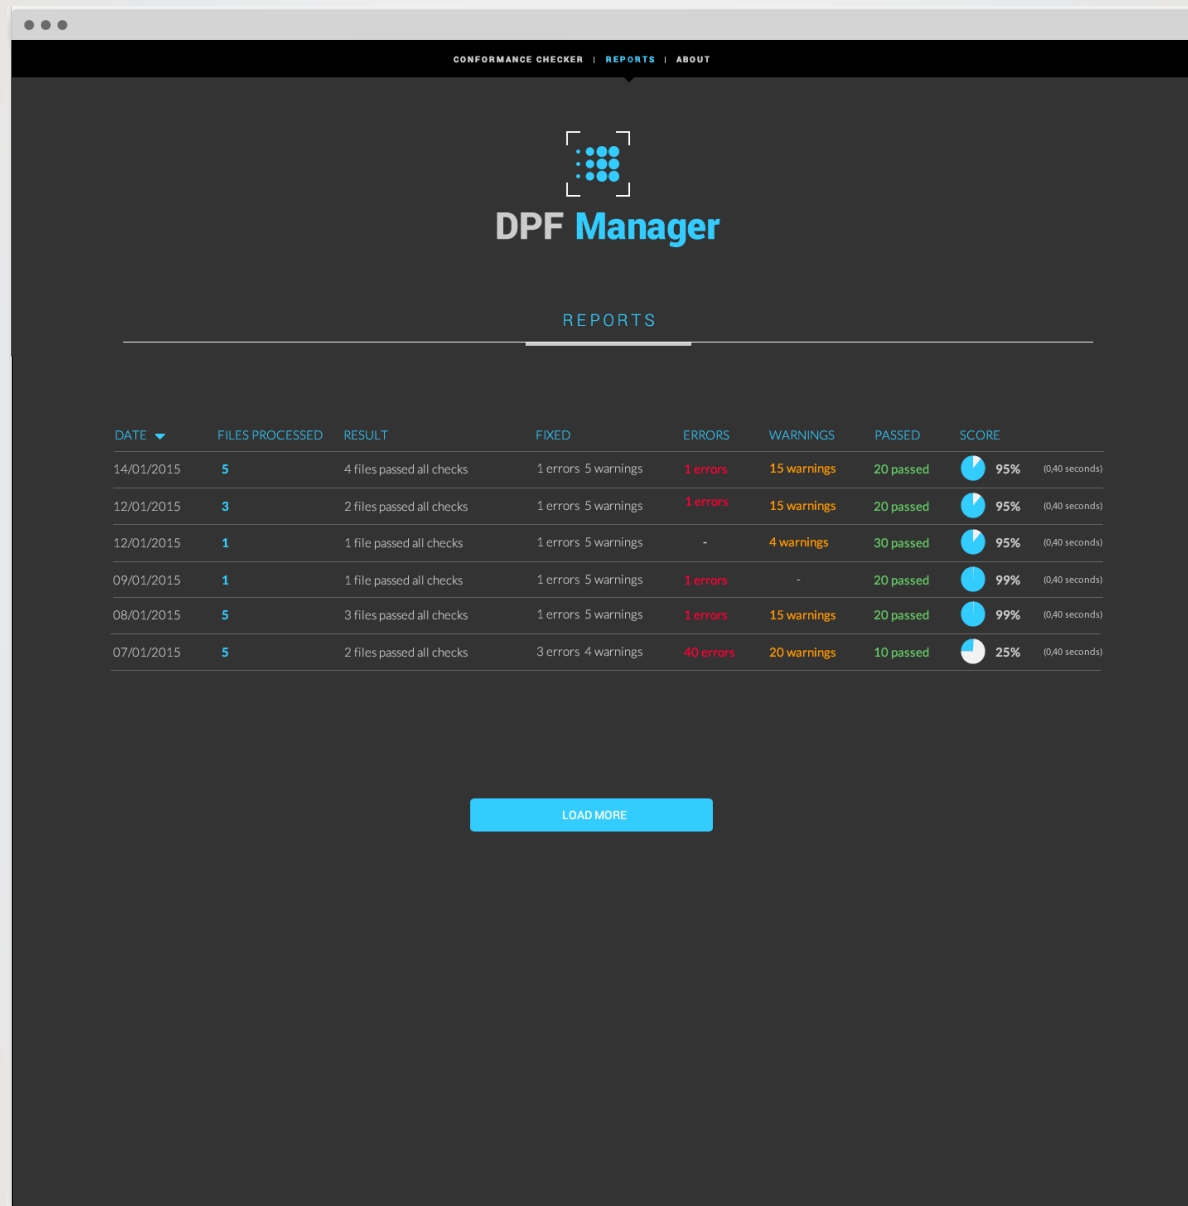 CONFORMANCE CHECKER | REPORTS | ABOUT
DPF Manager
REPORTS
DATE FILES PROCESSED RESULT FIXED ERRORS WARNINGS PASSED SCORE
14/01/2015 5 4 files passed all checks 1 errors 5 warnings 1 errors 15 warnings 20 passed 95% (0,40 seconds)
12/01/2015 3 2 files passed all checks 1 errors 5 warnings 1 errors 15 warnings 20 passed 95% (0,40 seconds)
12/01/2015 1 1 file passed all checks 1 errors 5 warnings - 4 warnings 30 passed 95% (0,40 seconds)
09/01/2015 1 1 file passed all checks 1 errors 5 warnings 1 errors - 20 passed 99% (0,40 seconds)
08/01/2015 5 3 files passed all checks 1 errors 5 warnings 1 errors 15 warnings 20 passed 99% (0,40 seconds)
07/01/2015 5 2 files passed all checks 3 errors 4 warnings 40 errors 20 warnings 10 passed 25% (0,40 seconds)
LOAD MORE